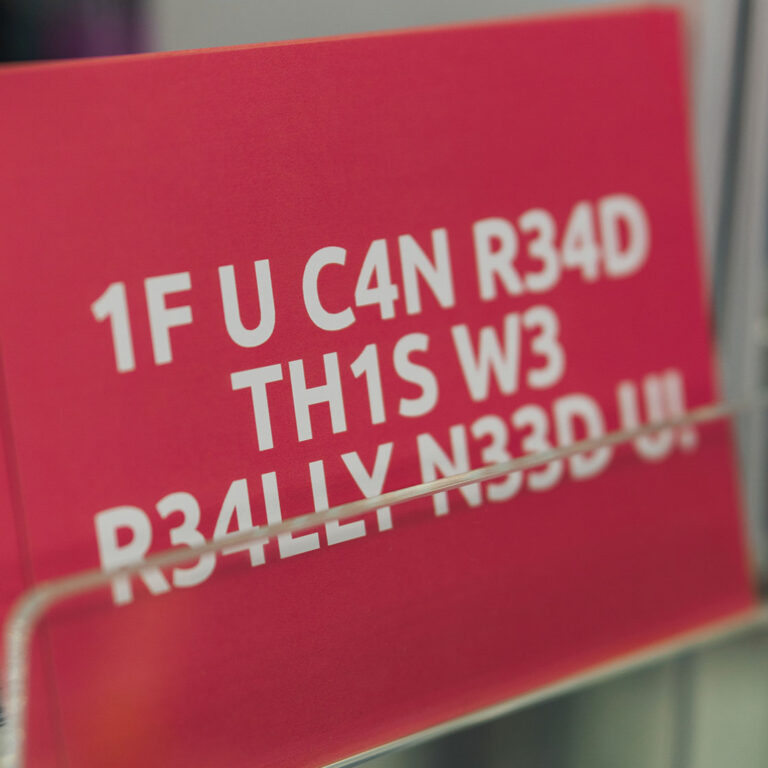 1F U C4N R34D
TH1S W3
R34LLY N33D U!